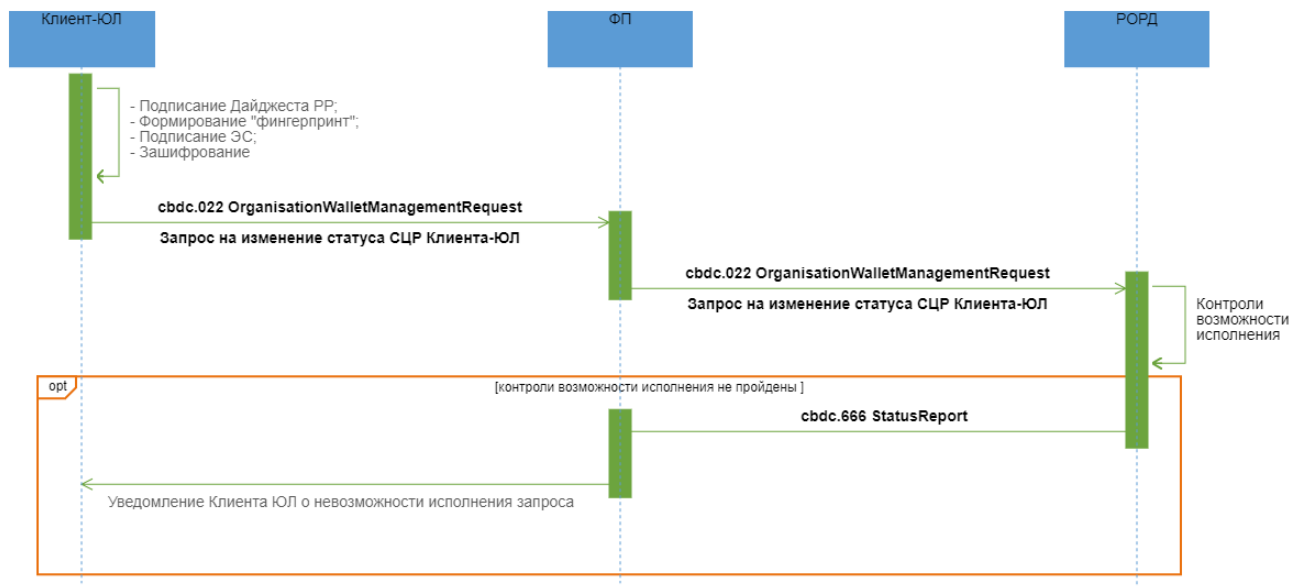 Клиент-ЮЛ
ФП
РОРД
- Подписание Дайджеста РР;
- Формирование "фингерпринт";
- Подписание ЭС;
- Зашифрование
cbdc.022 OrganisationWalletManagementRequest
Запрос на изменение статуса СЦР Клиента-ЮЛ
cbdc.022 OrganisationWalletManagementRequest
Запрос на изменение статуса СЦР Клиента-ЮЛ
Контроли
возможности
исполнения
opt
[контроли возможности исполнения не пройдены ]
cbdc.666 StatusReport
Уведомление Клиента ЮЛ о невозможности исполнения запроса